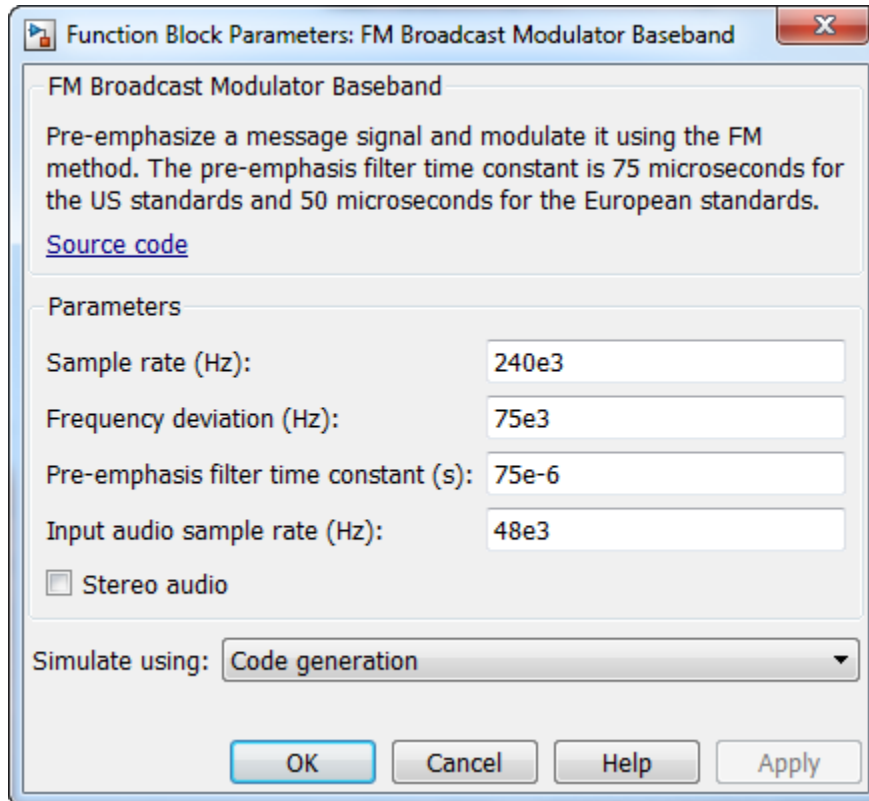 Function Block Parameters: FM Broadcast Modulator Baseband
FM Broadcast Modulator Baseband
Pre-emphasize a message signal and modulate it using the FM
method. The pre-emphasis filter time constant is 75 microseconds for
the US standards and 50 microseconds for the European standards.
Source code
Parameters
Sample rate (Hz): 240e3
Frequency deviation (Hz): 75e3
Pre-emphasis filter time constant (s): 75e-6
Input audio sample rate (Hz): 48e3
Stereo audio
Simulate using: Code generation
OK Cancel Help Apply